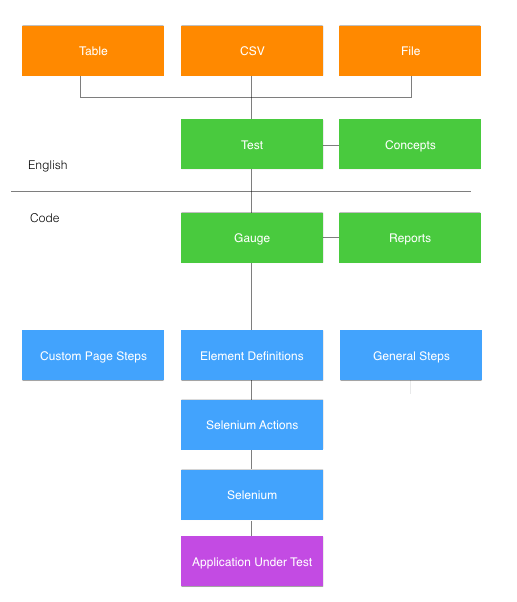 Table
CSV
File
Test
Concepts
English
Code
Gauge
Reports
Custom Page Steps
Element Definitions
General Steps
Selenium Actions
Selenium
Application Under Test